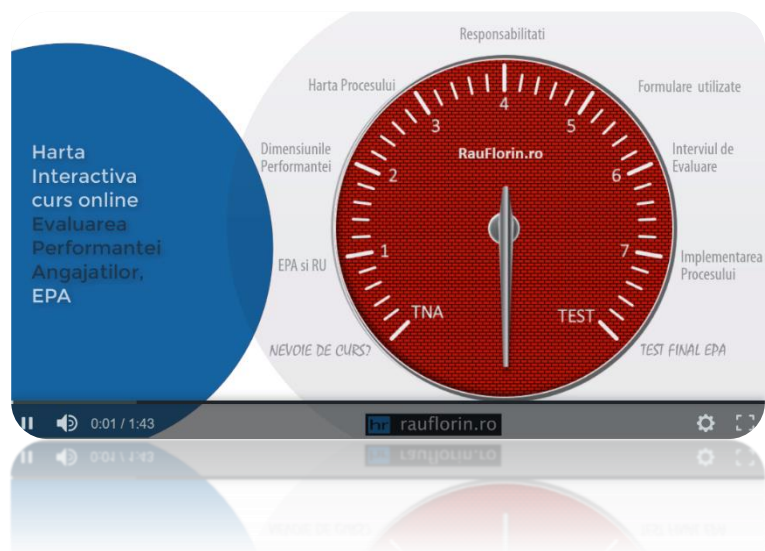 Harta
Interactiva
curs online
Evaluarea
Performantei
Angajatilor,
EPA
Responsabilitati
Harta Procesului
Formulare utilizate
Dimensiunile
Performantei
Interviul de
Evaluare
EPA si RU
Implementarea
Procesului
NEVOIE DE CURS?
TEST FINAL EPA
RauFlorin.ro
TNA
1
2
3
4
5
6
7
TEST
0:01 / 1:43
hr rauflorin.ro